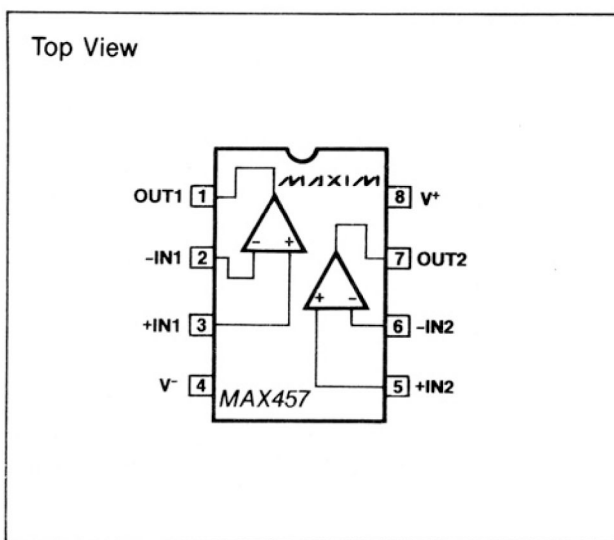 Top View
MAXIM
OUT1 1
8 V+
-IN1 2
7 OUT2
- +
+IN1 3
+ -
6 -IN2
V- 4
5 +IN2
MAX457